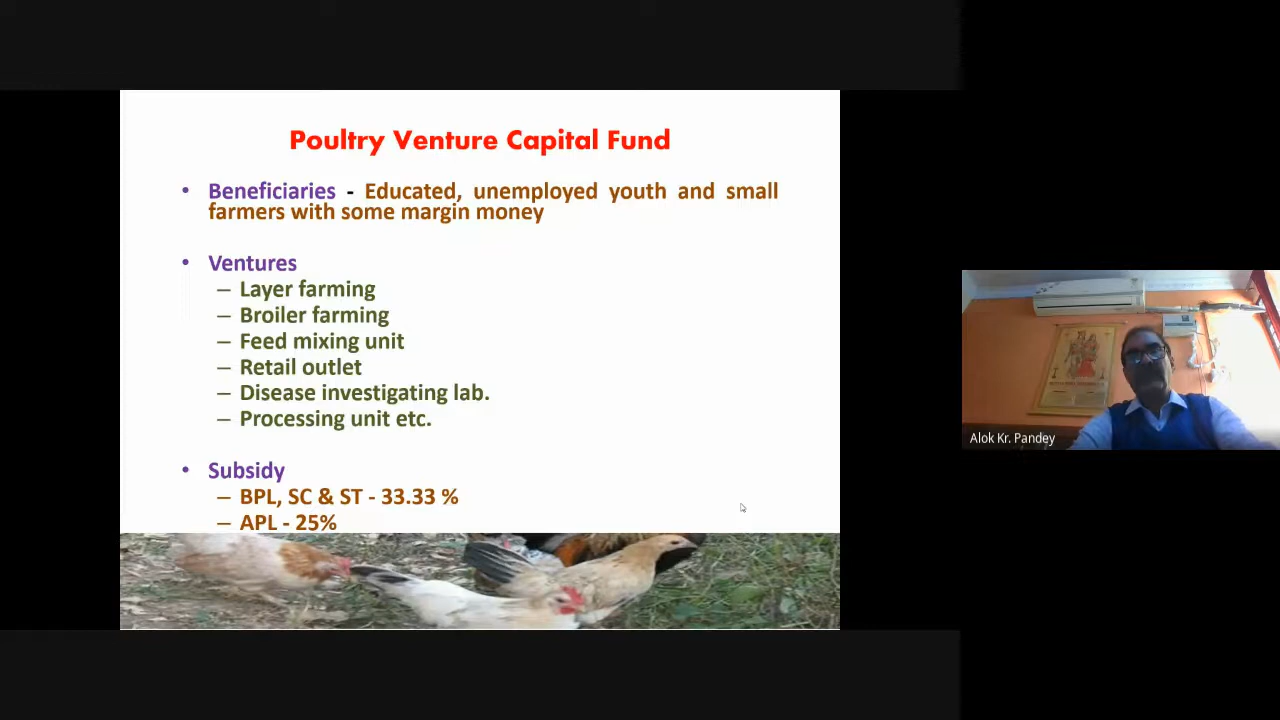 Poultry Venture Capital Fund
• Beneficiaries - Educated, unemployed youth and small
farmers with some margin money
• Ventures
– Layer farming
– Broiler farming
– Feed mixing unit
– Retail outlet
– Disease investigating lab.
– Processing unit etc.
• Subsidy
– BPL, SC & ST - 33.33 %
– APL - 25%
Alok Kr. Pandey